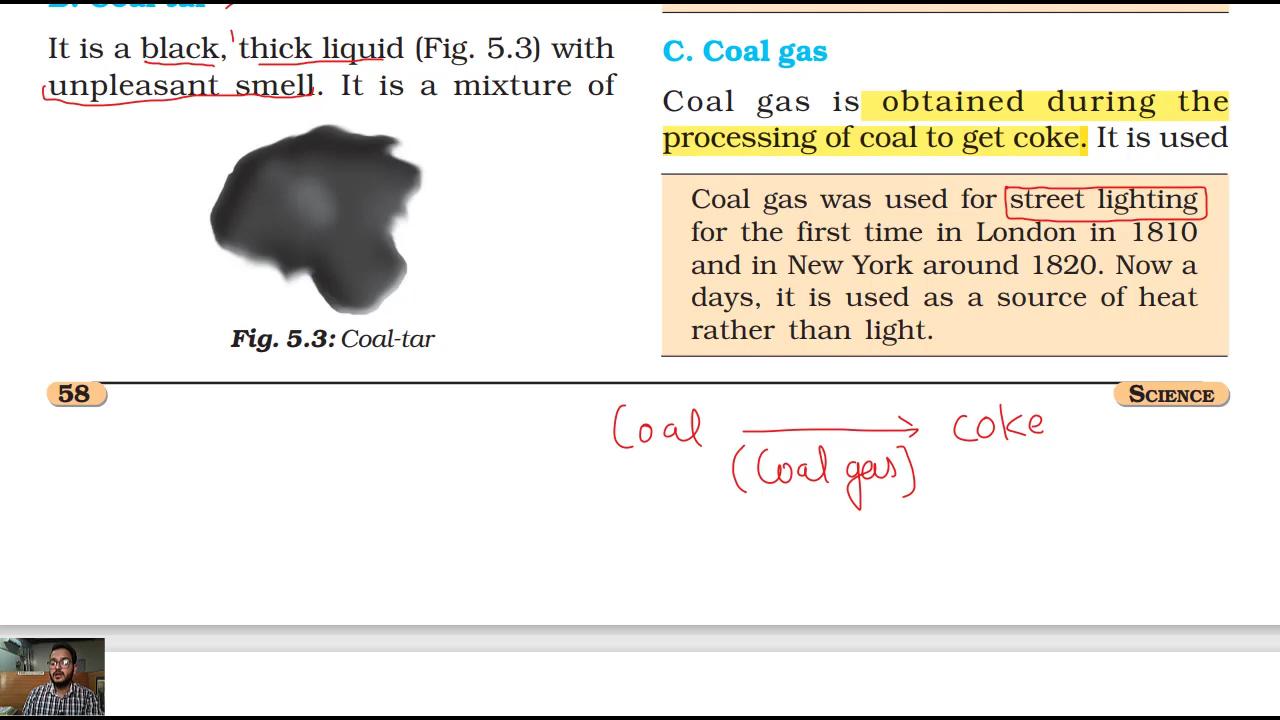 B. Coal-tar
It is a black, thick liquid (Fig. 5.3) with
unpleasant smell. It is a mixture of
Fig. 5.3: Coal-tar
C. Coal gas
Coal gas is obtained during the
processing of coal to get coke. It is used
Coal gas was used for street lighting
for the first time in London in 1810
and in New York around 1820. Now a
days, it is used as a source of heat
rather than light.
58
SCIENCE
Coal → coke
(Coal gas)